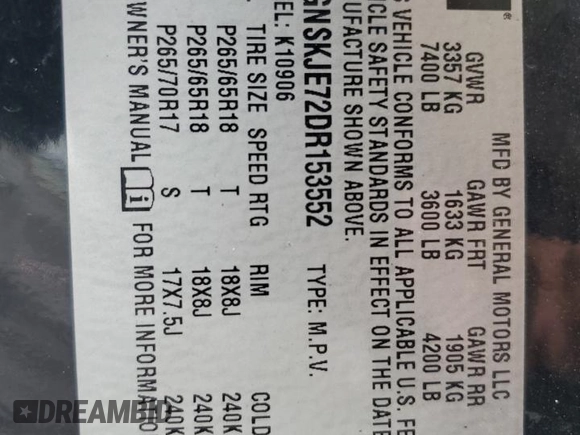 ®
MFD BY GENERAL MOTORS LLC
GVWR GAWR FRT GAWR RR
3357 KG 1633 KG 1905 KG
7400 LB 3600 LB 4200 LB
VEHICLE CONFORMS TO ALL APPLICABLE U.S. FE
SAFETY STANDARDS IN EFFECT ON THE DATE
UFACTURE SHOWN ABOVE.
GNSKJE72DR153552 TYPE: M.P.V.
EL: K10906
TIRE SIZE SPEED RTG RIM COLD
P265/65R18 T 18X8J 240K
P265/65R18 T 18X8J 240K
P265/70R17 S 17X7.5J 240K
WNER'S MANUAL i FOR MORE INFORMATIO
DREAMBID